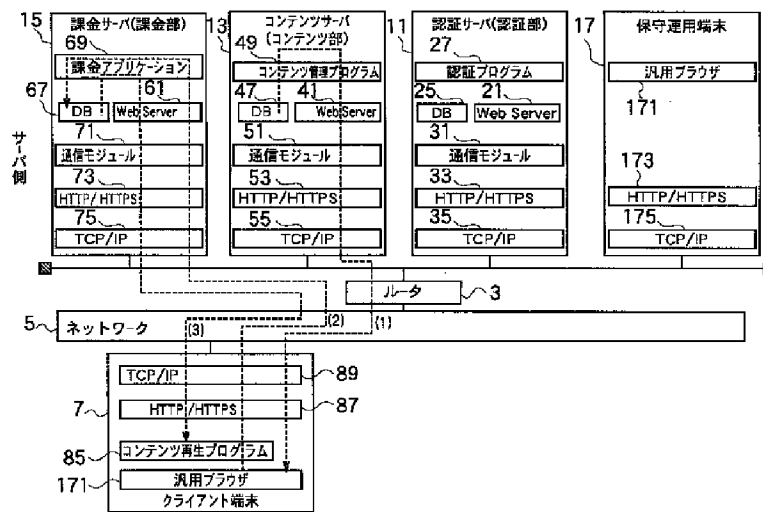 15
課金サーバ(課金部)
69
課金アプリケーション
67
61
DB
Web Server
71
通信モジュール
73
HTTP/HTTPS
75
TCP/IP
13
コンテンツサーバ
(コンテンツ部)
49
コンテンツ管理プログラム
47
41
DB
Web Server
51
通信モジュール
53
HTTP/HTTPS
55
TCP/IP
11
認証サーバ(認証部)
27
認証プログラム
25
21
DB
Web Server
31
通信モジュール
33
HTTP/HTTPS
35
TCP/IP
17
保守運用端末
汎用ブラウザ
171
173
HTTP/HTTPS
175
TCP/IP
サーバ側
ルータ
3
5
ネットワーク
(3)
(2)
(1)
7
TCP/IP
89
HTTP/HTTPS
87
コンテンツ再生プログラム
85
汎用ブラウザ
171
クライアント端末